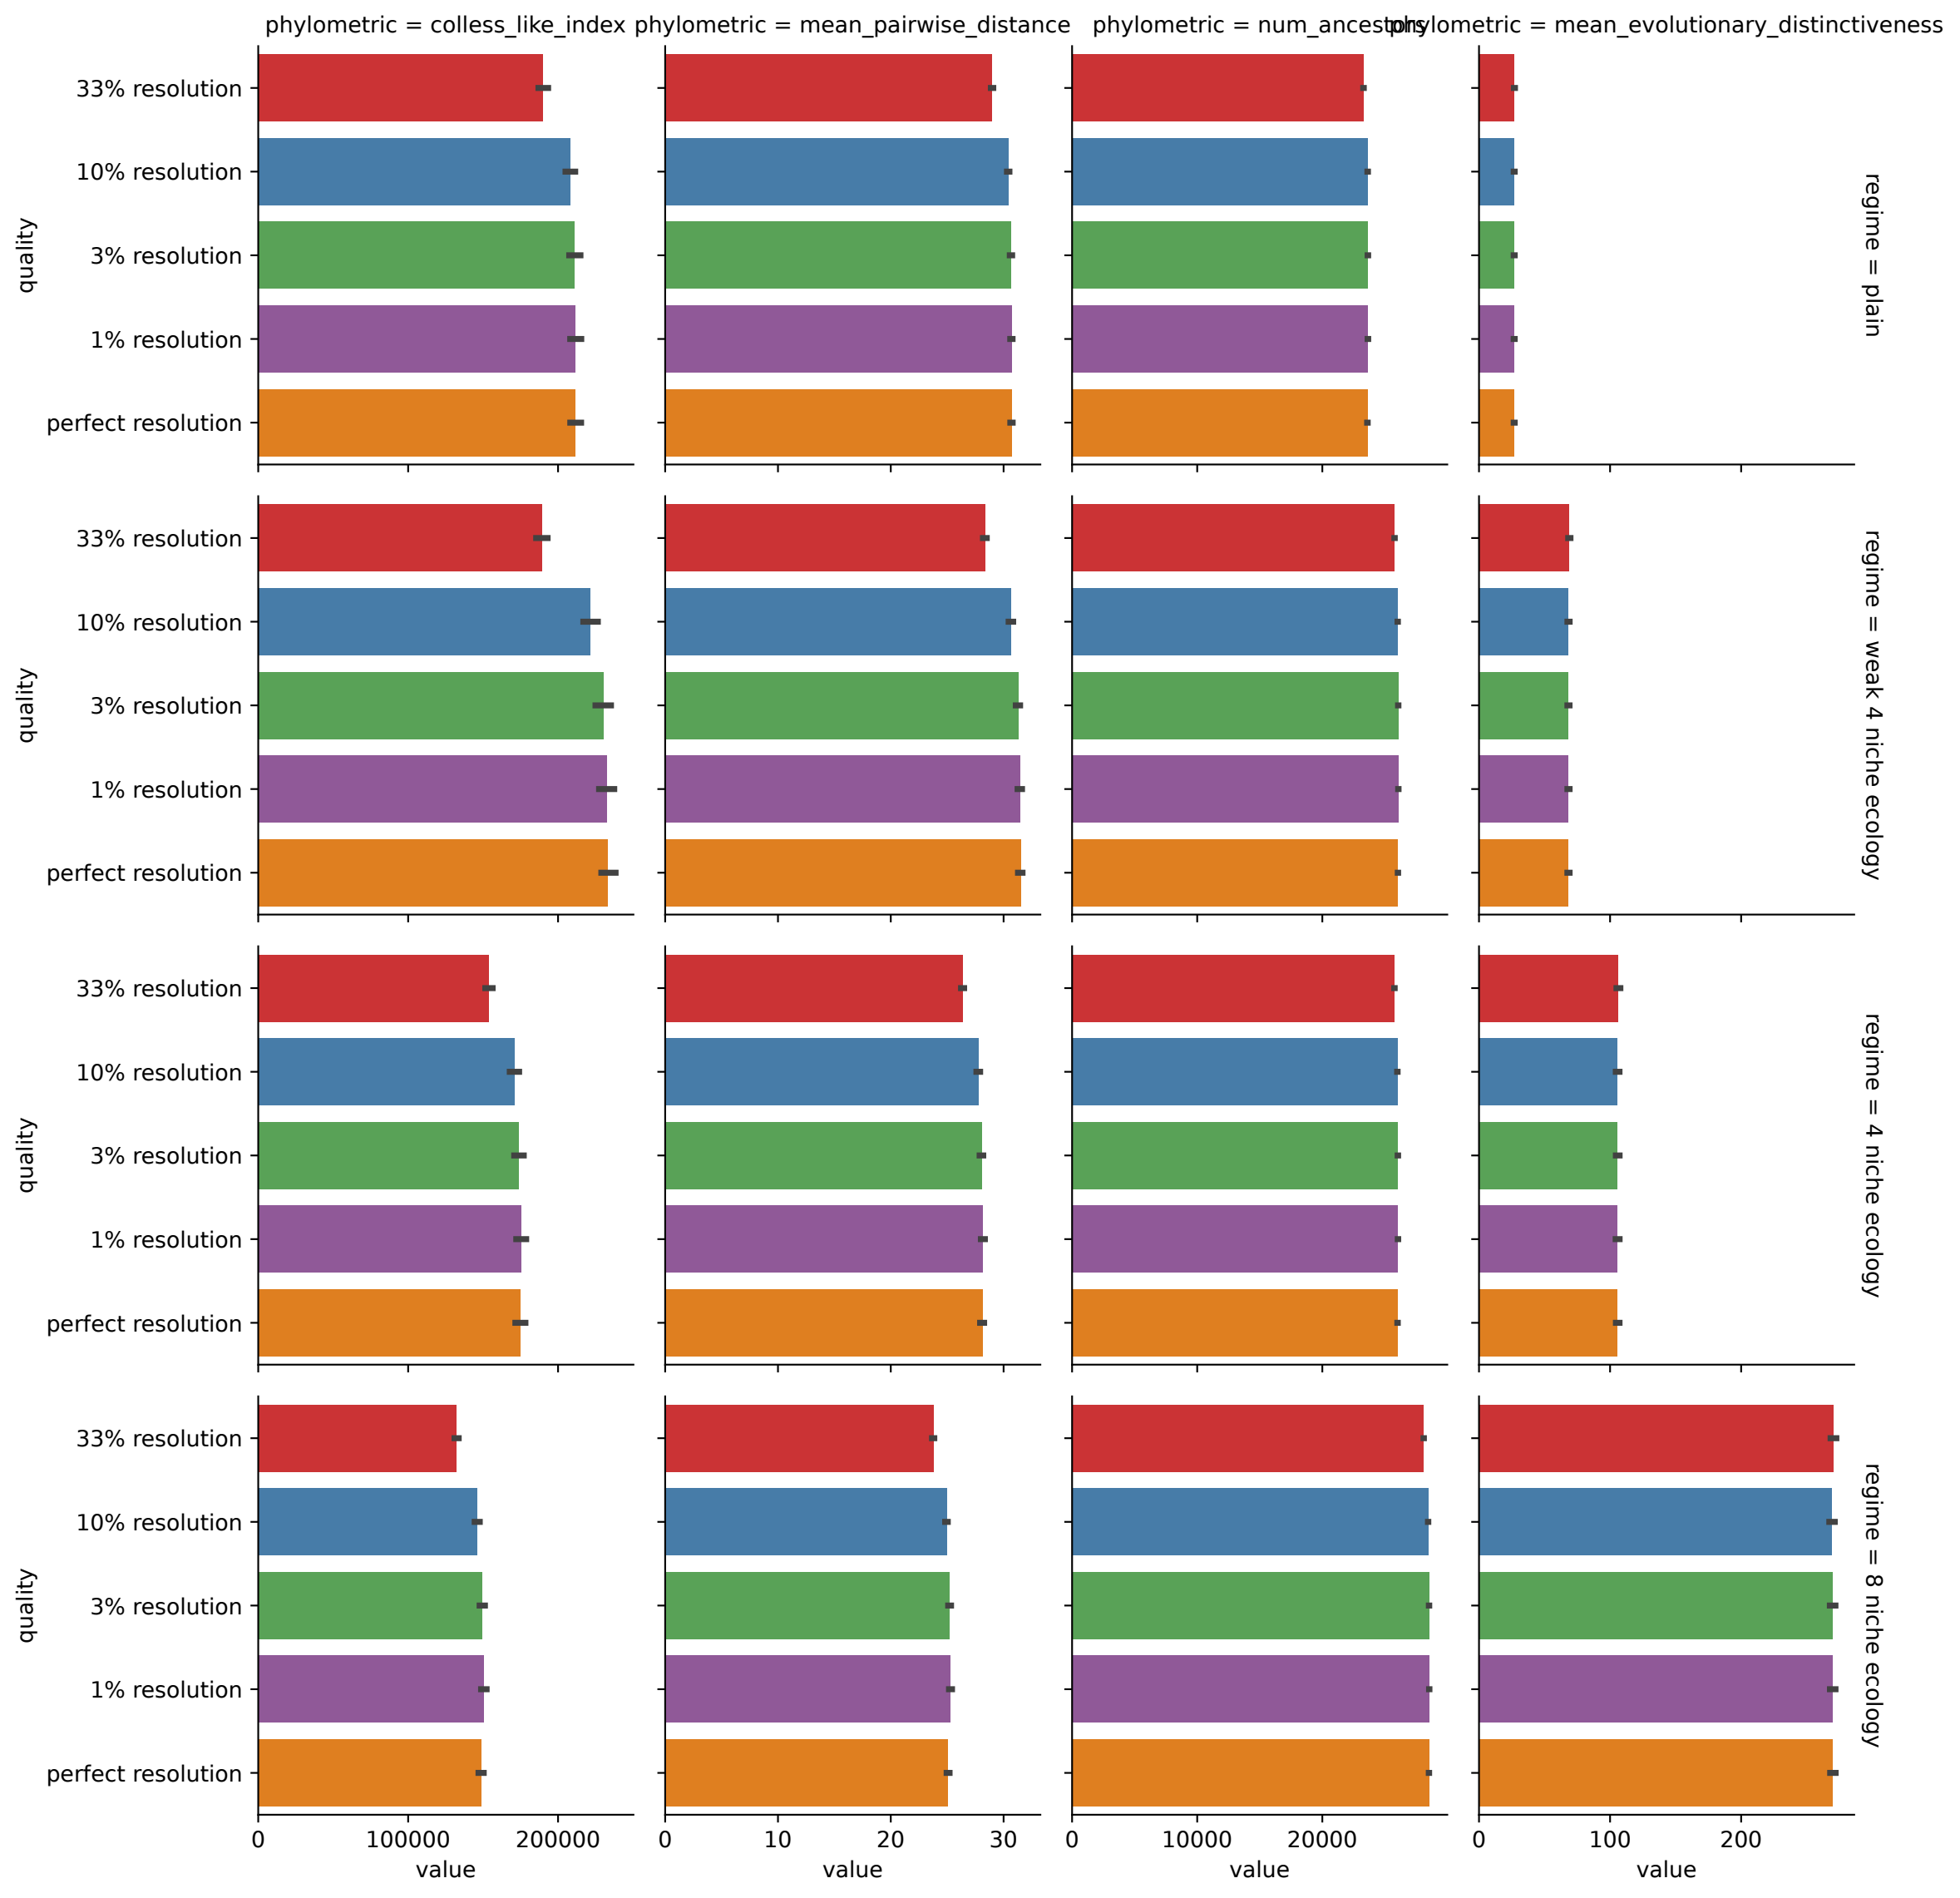 phylometric = colless_like_index
phylometric = mean_pairwise_distance
phylometric = num_ancestors
phylometric = mean_evolutionary_distinctiveness
quality
33% resolution
10% resolution
3% resolution
1% resolution
perfect resolution
regime = plain
quality
33% resolution
10% resolution
3% resolution
1% resolution
perfect resolution
regime = weak 4 niche ecology
quality
33% resolution
10% resolution
3% resolution
1% resolution
perfect resolution
regime = 4 niche ecology
quality
33% resolution
10% resolution
3% resolution
1% resolution
perfect resolution
regime = 8 niche ecology
0 100000 200000
0 10 20 30
0 10000 20000
0 100 200
value
value
value
value